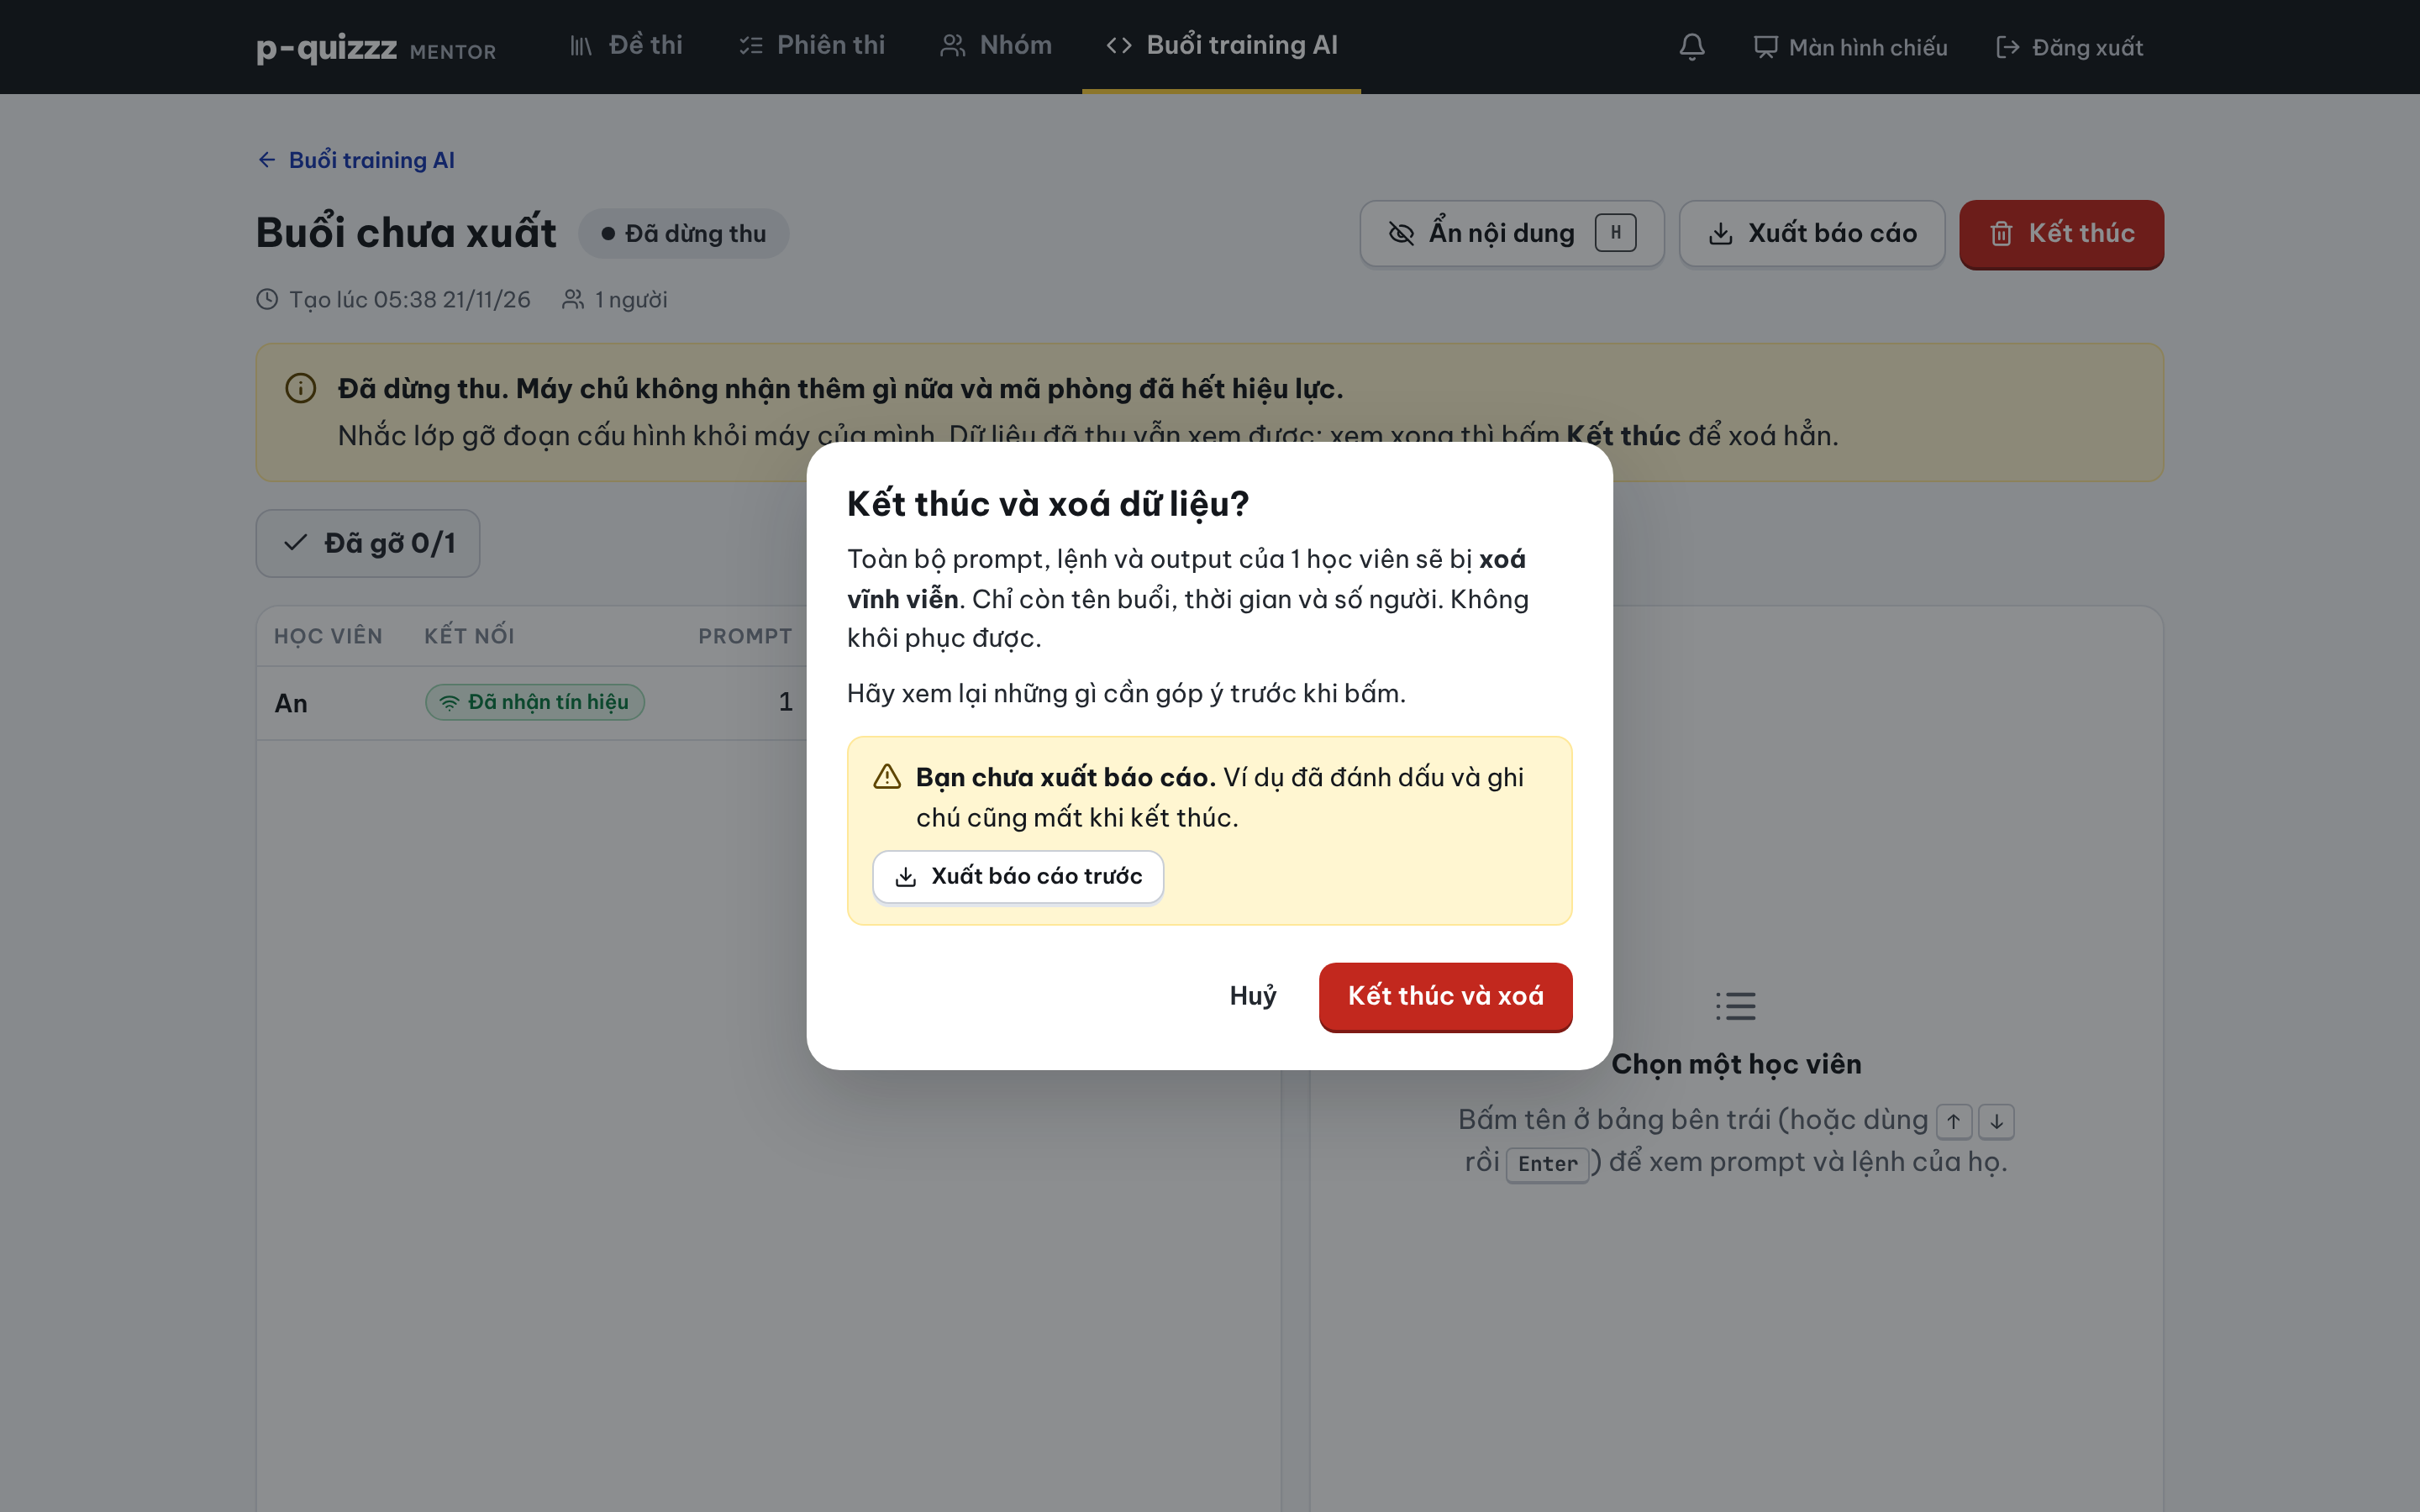 p-quizzz MENTOR
Đề thi
Phiên thi
Nhóm
Buổi training AI
Màn hình chiếu
Đăng xuất
Buổi training AI
Buổi chưa xuất
Đã dừng thu
Ẩn nội dung H
Xuất báo cáo
Kết thúc
Tạo lúc 05:38 21/11/26
1 người
Đã dừng thu. Máy chủ không nhận thêm gì nữa và mã phòng đã hết hiệu lực.
Nhắc lớp gỡ đoạn cấu hình khỏi máy của mình. Dữ liệu đã thu vẫn xem được; xem xong thì bấm Kết thúc để xoá hẳn.
Đã gỡ 0/1
HỌC VIÊN KẾT NỐI PROMPT
An Đã nhận tín hiệu 1
Kết thúc và xoá dữ liệu?
Toàn bộ prompt, lệnh và output của 1 học viên sẽ bị xoá
vĩnh viễn. Chỉ còn tên buổi, thời gian và số người. Không
khôi phục được.
Hãy xem lại những gì cần góp ý trước khi bấm.
Bạn chưa xuất báo cáo. Ví dụ đã đánh dấu và ghi
chú cũng mất khi kết thúc.
Xuất báo cáo trước
Huỷ
Kết thúc và xoá
Chọn một học viên
Bấm tên ở bảng bên trái (hoặc dùng ↑ ↓
rồi Enter) để xem prompt và lệnh của họ.